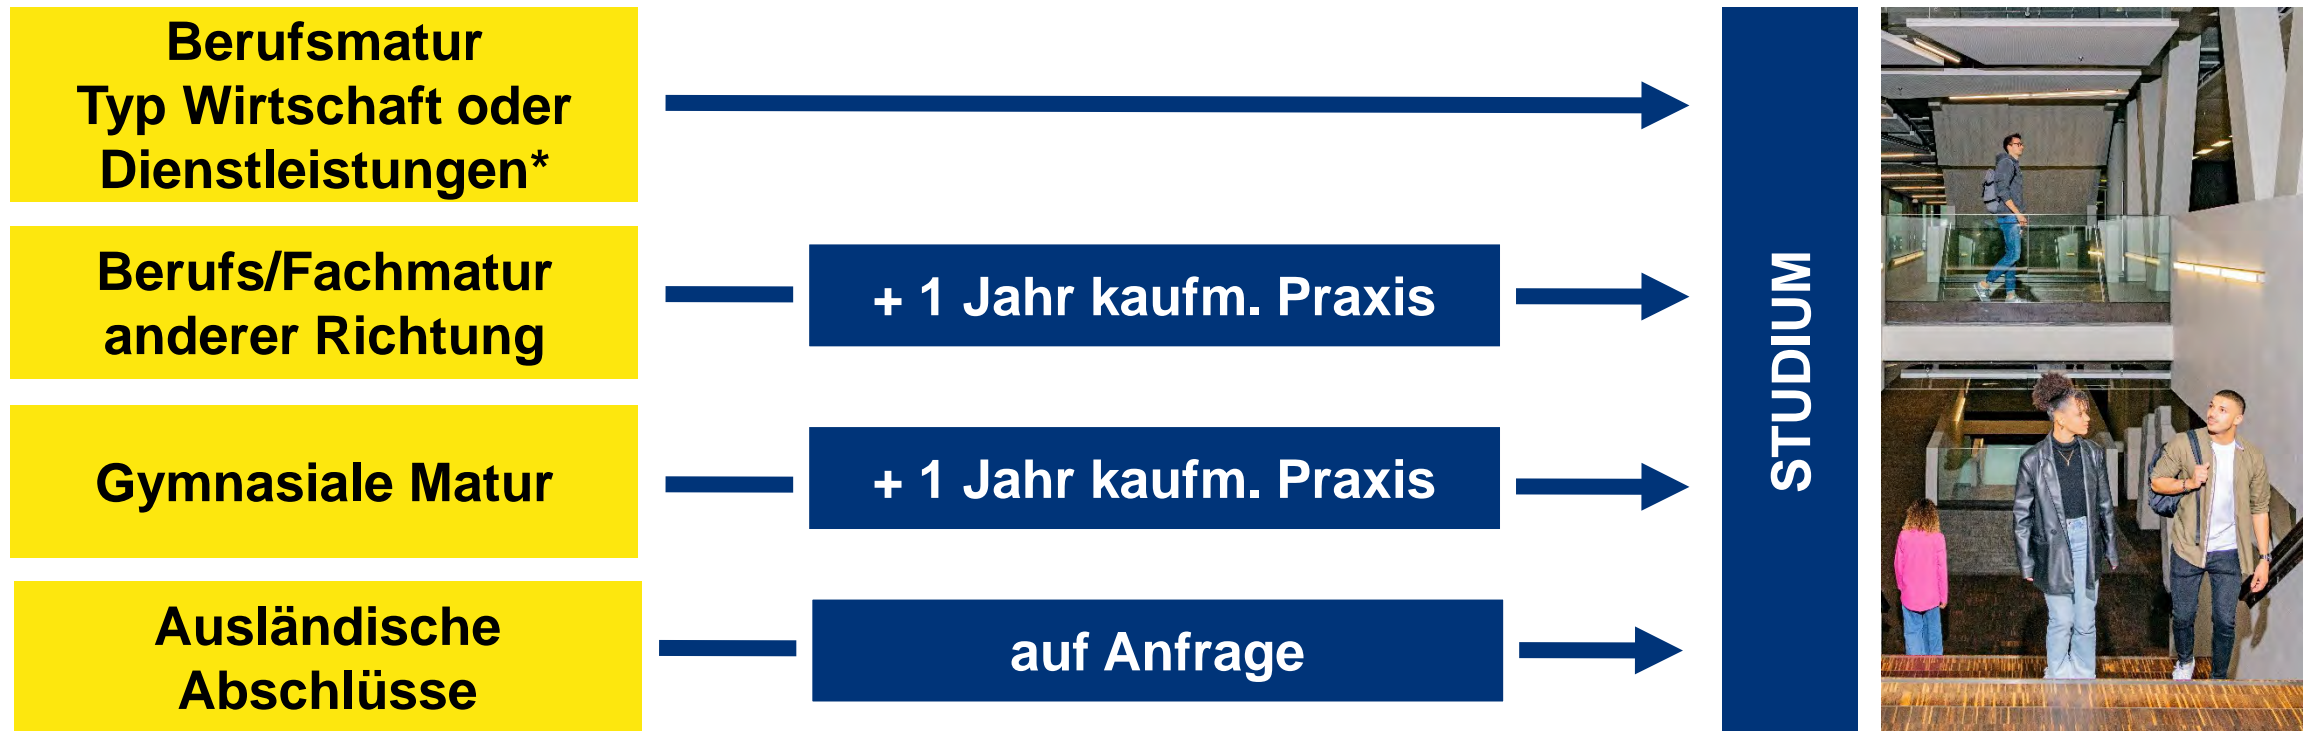 Berufsmatur
Typ Wirtschaft oder
Dienstleistungen*
Berufs/Fachmatur
anderer Richtung
+ 1 Jahr kaufm. Praxis
Gymnasiale Matur
+ 1 Jahr kaufm. Praxis
Ausländische
Abschlüsse
auf Anfrage
STUDIUM